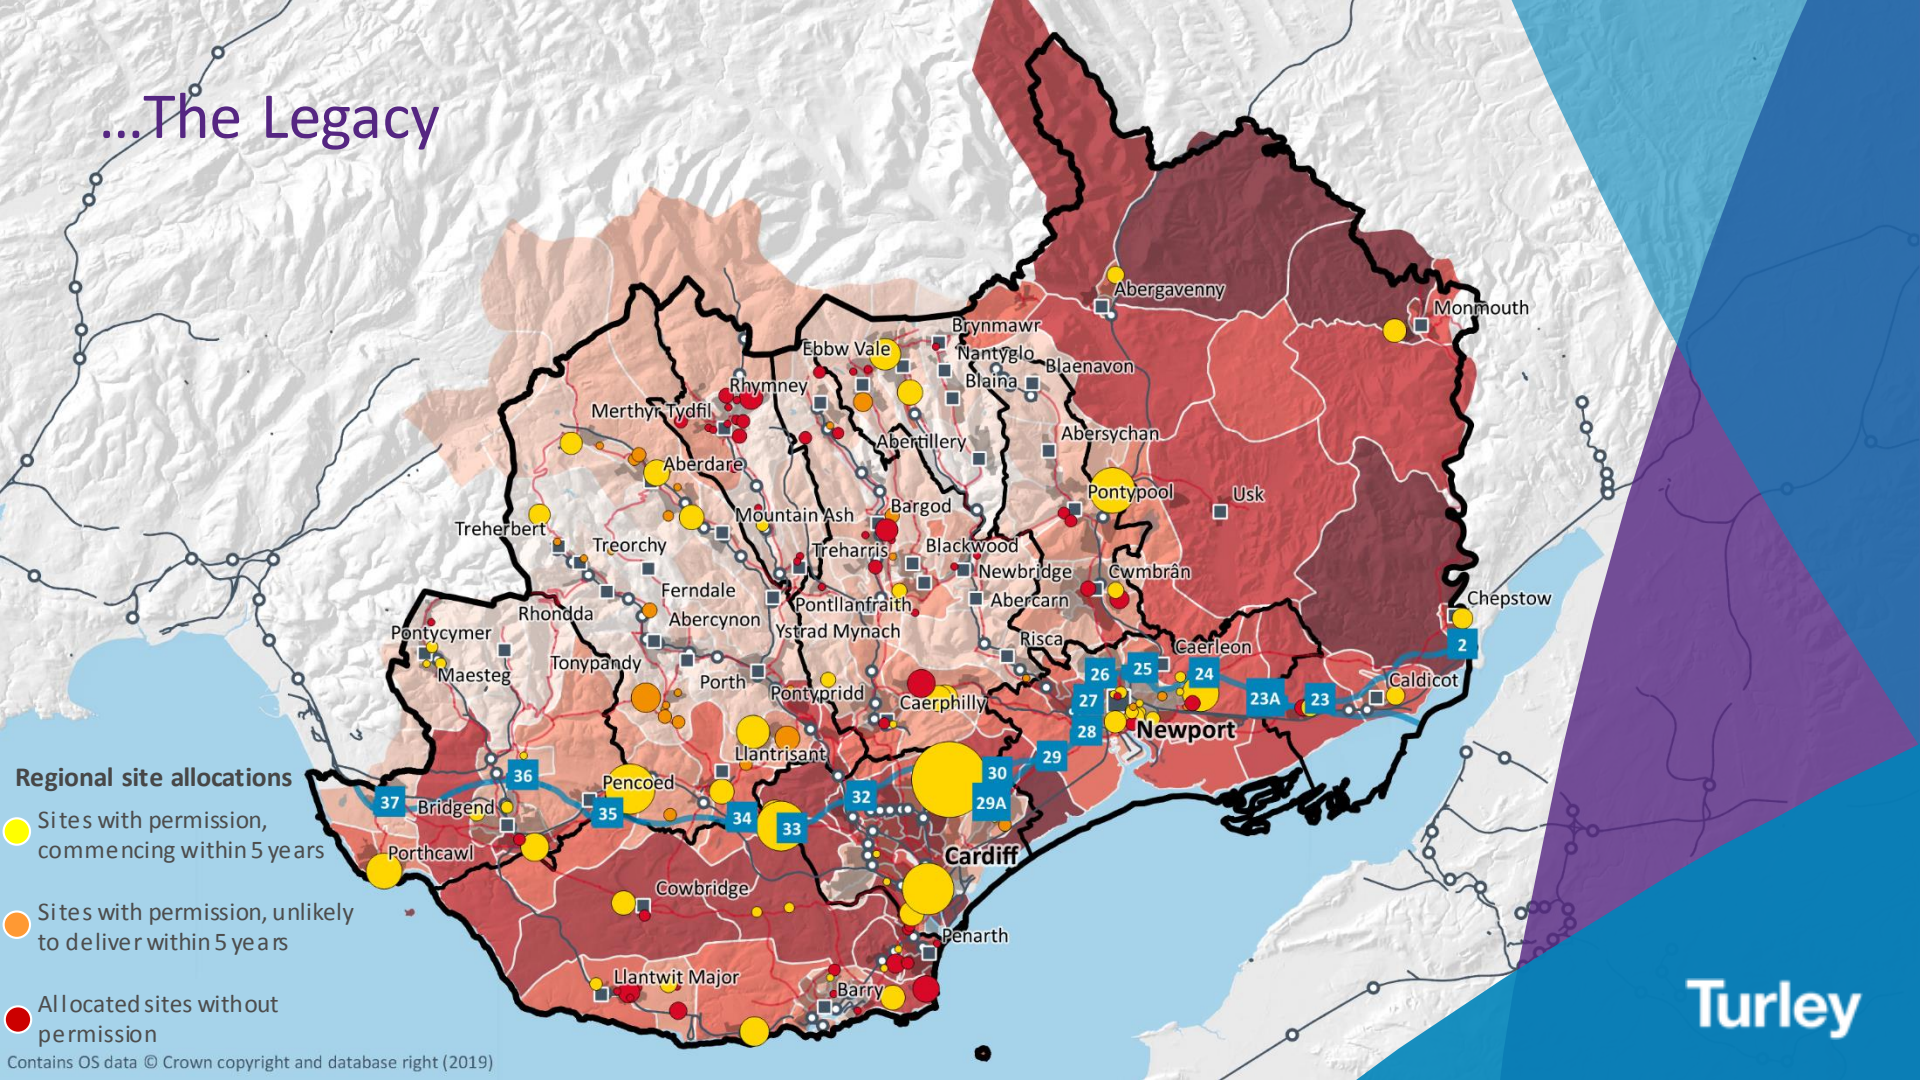 ...The Legacy
Abergavenny
Monmouth
Brynmawr
Ebbw Vale
Nantyglo
Blaenavon
Rhymney
Blaina
Merthyr Tydfil
Abersychan
Abertillery
Aberdare
Pontypool
Usk
Bargod
Mountain Ash
Treherbert
Treorchy
Treharris
Blackwood
Newbridge
Cwmbrân
Ferndale
Abercarn
Chepstow
Pontllanfraith
Rhondda
Abercynon
Ystrad Mynach
Pontycymer
Risca
Caerleon
2
Tonypandy
Maesteg
26
25
24
Porth
Pontypridd
Caerphilly
27
23A
23
Caldicot
28
Newport
Llantrisant
29
Regional site allocations
36
Pencoed
30
37
Bridgend
35
34
33
32
29A
Sites with permission,
commencing within 5 years
Porthcawl
Cardiff
Cowbridge
Sites with permission, unlikely
to deliver within 5 years
Penarth
Llantwit Major
Barry
Allocated sites without
permission
Turley
Contains OS data © Crown copyright and database right (2019)